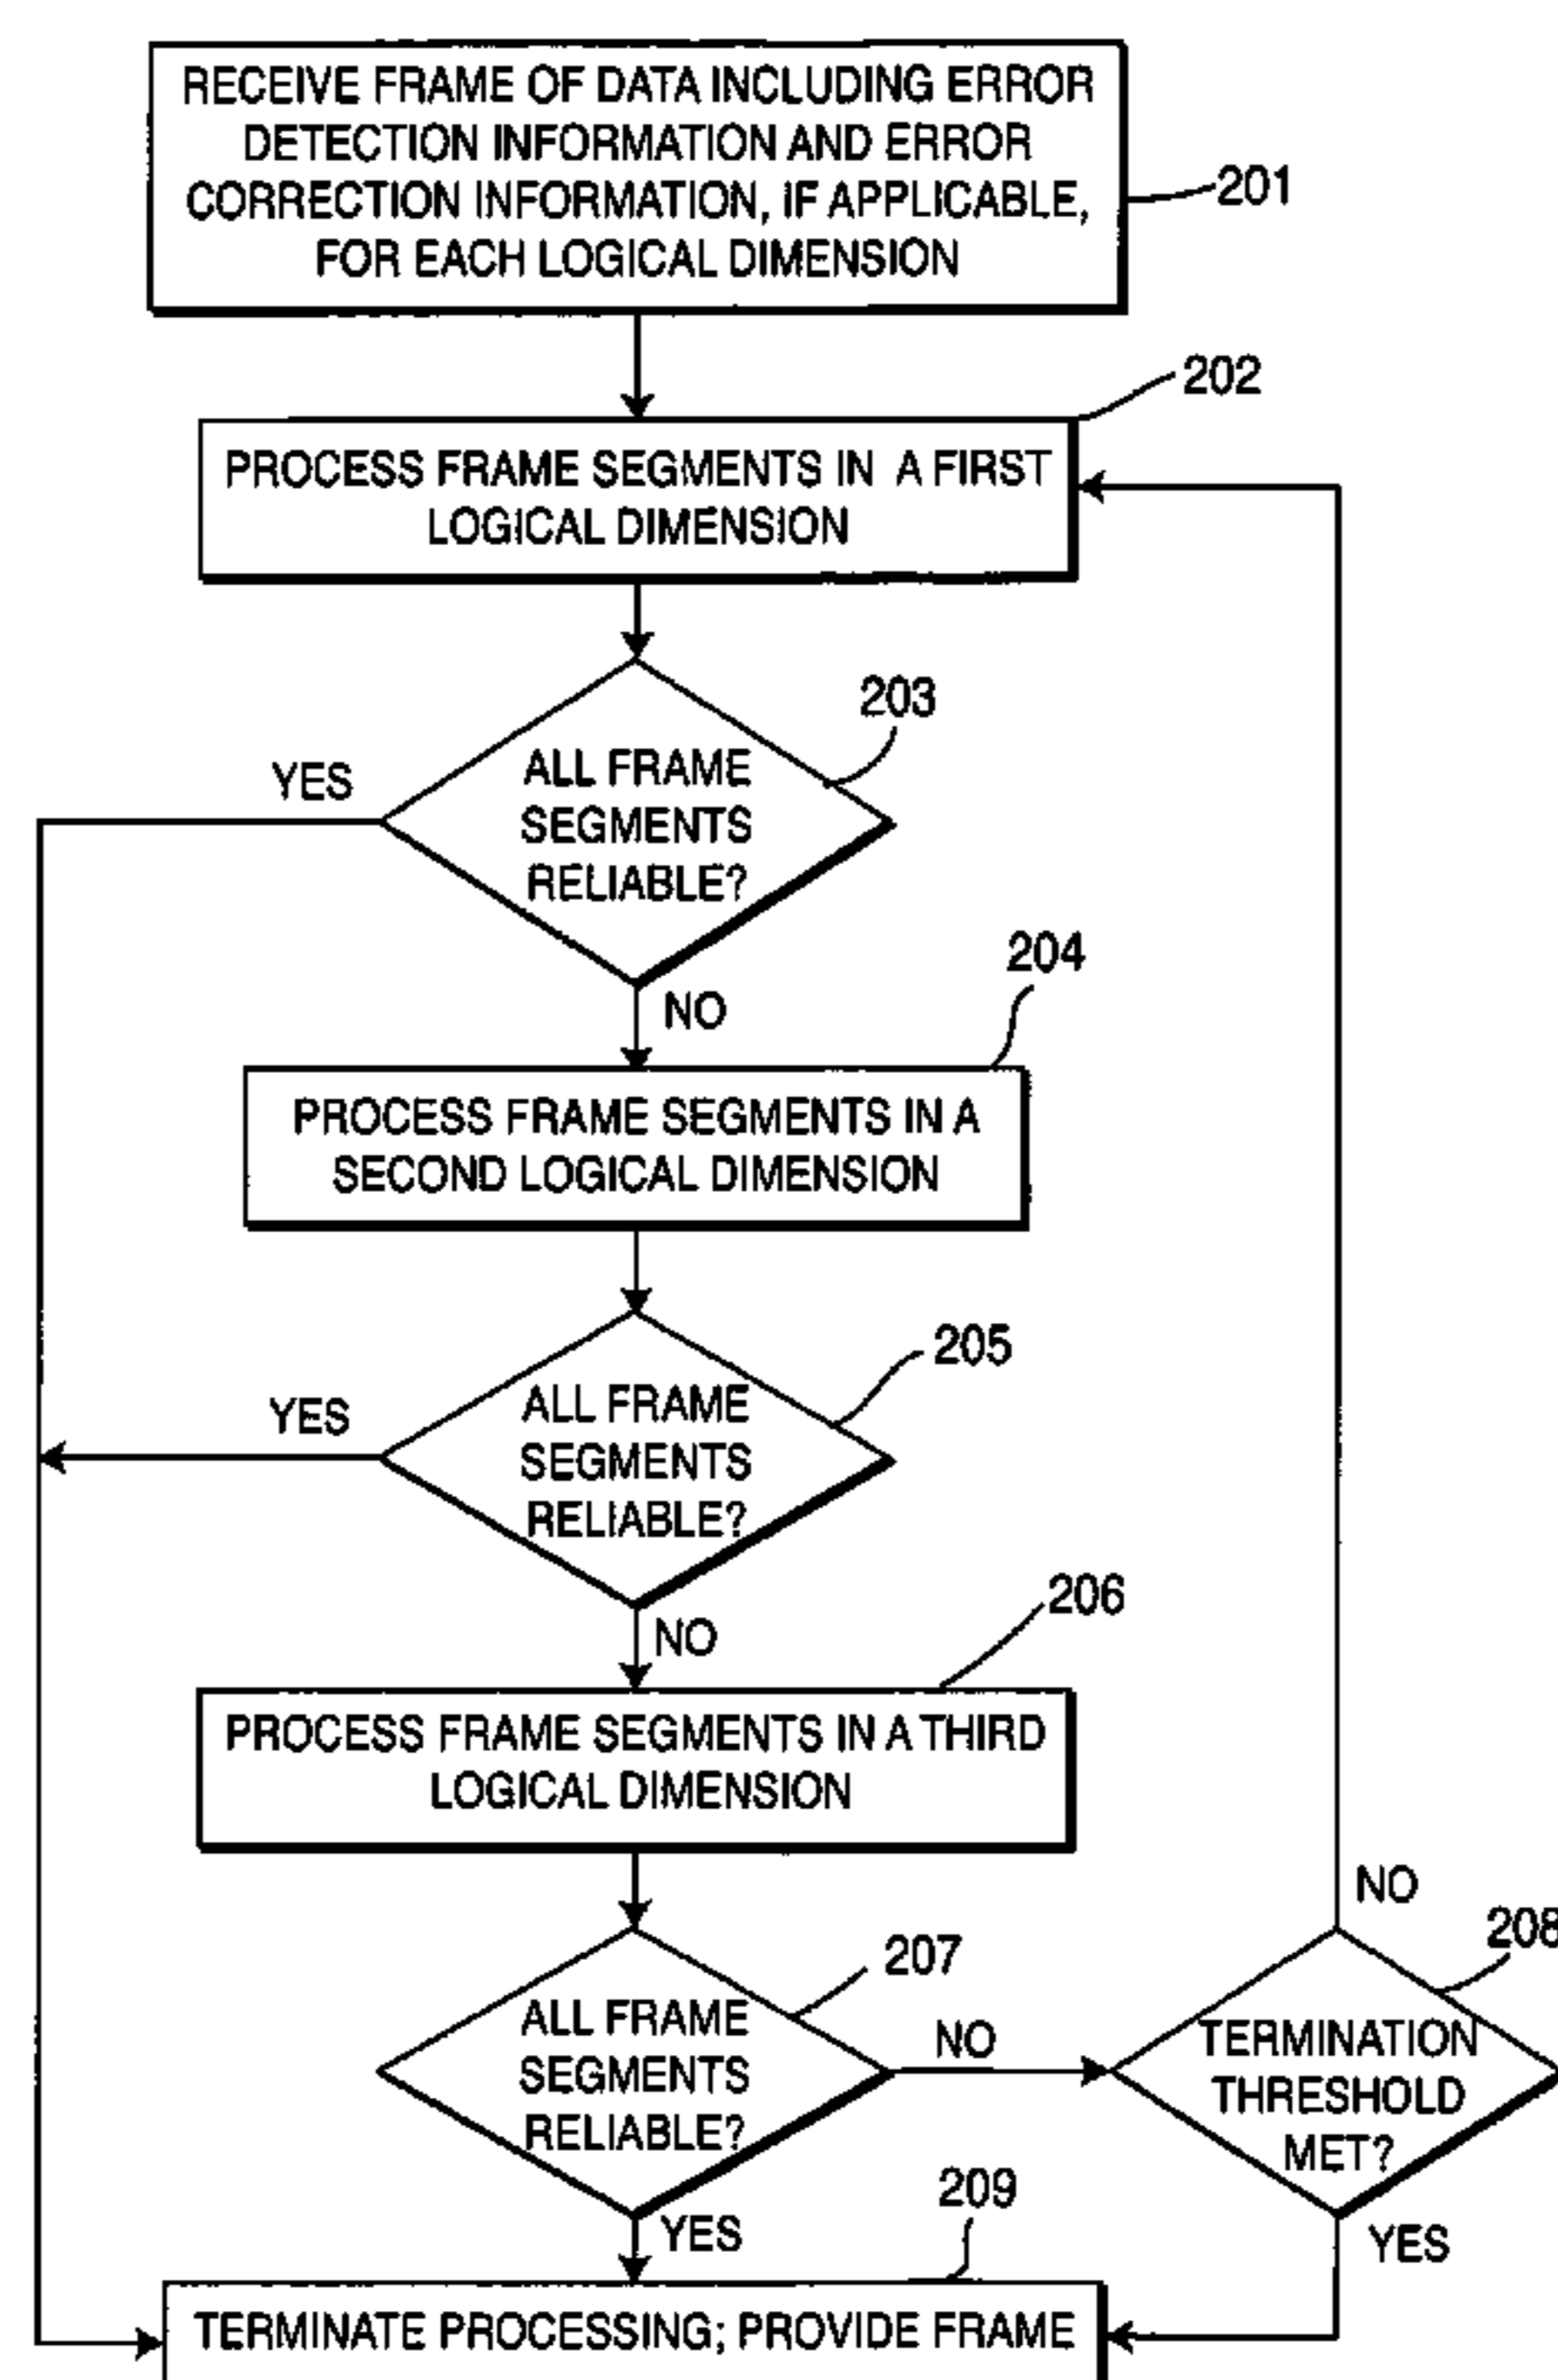 RECEIVE FRAME OF DATA INCLUDING ERROR
DETECTION INFORMATION AND ERROR
CORRECTION INFORMATION, IF APPLICABLE,
FOR EACH LOGICAL DIMENSION
201
202
PROCESS FRAME SEGMENTS IN A FIRST
LOGICAL DIMENSION
203
YES
ALL FRAME
SEGMENTS
RELIABLE?
204
NO
PROCESS FRAME SEGMENTS IN A
SECOND LOGICAL DIMENSION
205
YES
ALL FRAME
SEGMENTS
RELIABLE?
206
NO
PROCESS FRAME SEGMENTS IN A THIRD
LOGICAL DIMENSION
NO
208
207
ALL FRAME
SEGMENTS
RELIABLE?
NO
TERMINATION
THRESHOLD
MET?
209
YES
YES
TERMINATE PROCESSING; PROVIDE FRAME